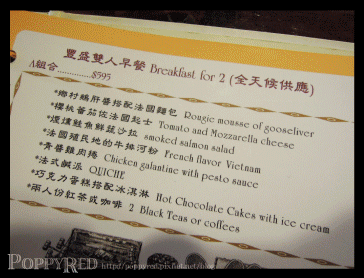 豐盛雙人早餐 Breakfast for 2 (全天候供應)
A組合............$595
*鄉村鵝肝醬搭配法國麵包 Rougie mousse of gooseliver
*櫻桃蕃茄佐法國起士 Tomato and Mozzarella cheese
*煙燻鮭魚鮮蔬沙拉 smoked salmon salad
*法國殖民地的牛排河粉 French flavor Vietnam
*青醬雞肉捲 Chicken galantine with pesto sauce
*法式鹹派 QUICHE
*巧克力蛋糕搭配冰淇淋 Hot Chocolate Cakes with ice cream
*兩人份紅茶或咖啡 2 Black Teas or coffees
POPPYRED http://poppyred.pixnet.net/blog